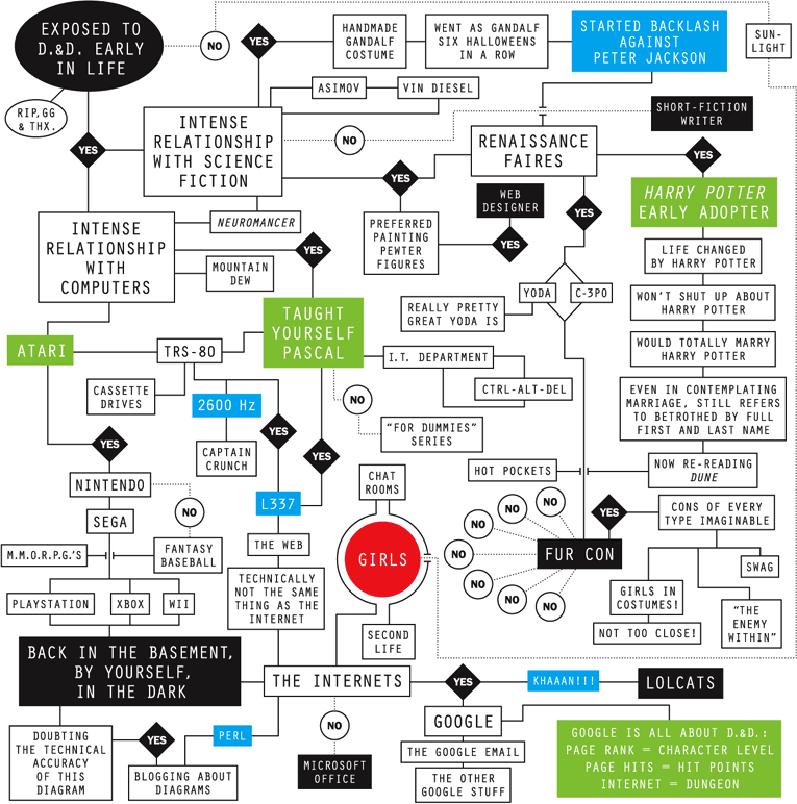 EXPOSED TO
D.&D. EARLY
IN LIFE
NO
YES
HANDMADE
GANDALF
COSTUME
WENT AS GANDALF
SIX HALLOWEENS
IN A ROW
STARTED BACKLASH
AGAINST
PETER JACKSON
SUN-
LIGHT
RIP, GG
& THX.
ASIMOV
VIN DIESEL
SHORT-FICTION
WRITER
YES
INTENSE
RELATIONSHIP
WITH SCIENCE
FICTION
NO
RENAISSANCE
FAIRES
YES
YES
HARRY POTTER
EARLY ADOPTER
NEUROMANCER
PREFERRED
PAINTING
PEWTER
FIGURES
WEB
DESIGNER
YES
YES
INTENSE
RELATIONSHIP
WITH
COMPUTERS
YES
MOUNTAIN
DEW
LIFE CHANGED
BY HARRY POTTER
YODA
C-3PO
REALLY PRETTY
GREAT YODA IS
WON'T SHUT UP ABOUT
HARRY POTTER
TAUGHT
YOURSELF
PASCAL
ATARI
TRS-80
I.T. DEPARTMENT
CTRL-ALT-DEL
WOULD TOTALLY MARRY
HARRY POTTER
CASSETTE
DRIVES
2600 Hz
CAPTAIN
CRUNCH
NO
"FOR DUMMIES"
SERIES
EVEN IN CONTEMPLATING
MARRIAGE, STILL REFERS
TO BETROTHED BY FULL
FIRST AND LAST NAME
YES
YES
YES
HOT POCKETS
NOW RE-READING
DUNE
NINTENDO
NO
SEGA
L337
CHAT
ROOMS
NO
NO
NO
NO
NO
NO
NO
YES
CONS OF EVERY
TYPE IMAGINABLE
M.M.O.R.P.G.'S
FANTASY
BASEBALL
THE WEB
GIRLS
FUR CON
SWAG
TECHNICALLY
NOT THE SAME
THING AS THE
INTERNET
PLAYSTATION
XBOX
WII
GIRLS IN
COSTUMES!
NOT TOO CLOSE!
"THE
ENEMY
WITHIN"
SECOND
LIFE
BACK IN THE BASEMENT,
BY YOURSELF,
IN THE DARK
THE INTERNETS
YES
KHAAAN!!!
LOLCATS
DOUBTING
THE TECHNICAL
ACCURACY
OF THIS
DIAGRAM
YES
PERL
BLOGGING ABOUT
DIAGRAMS
NO
MICROSOFT
OFFICE
GOOGLE
THE GOOGLE EMAIL
THE OTHER
GOOGLE STUFF
GOOGLE IS ALL ABOUT D.&D.:
PAGE RANK = CHARACTER LEVEL
PAGE HITS = HIT POINTS
INTERNET = DUNGEON